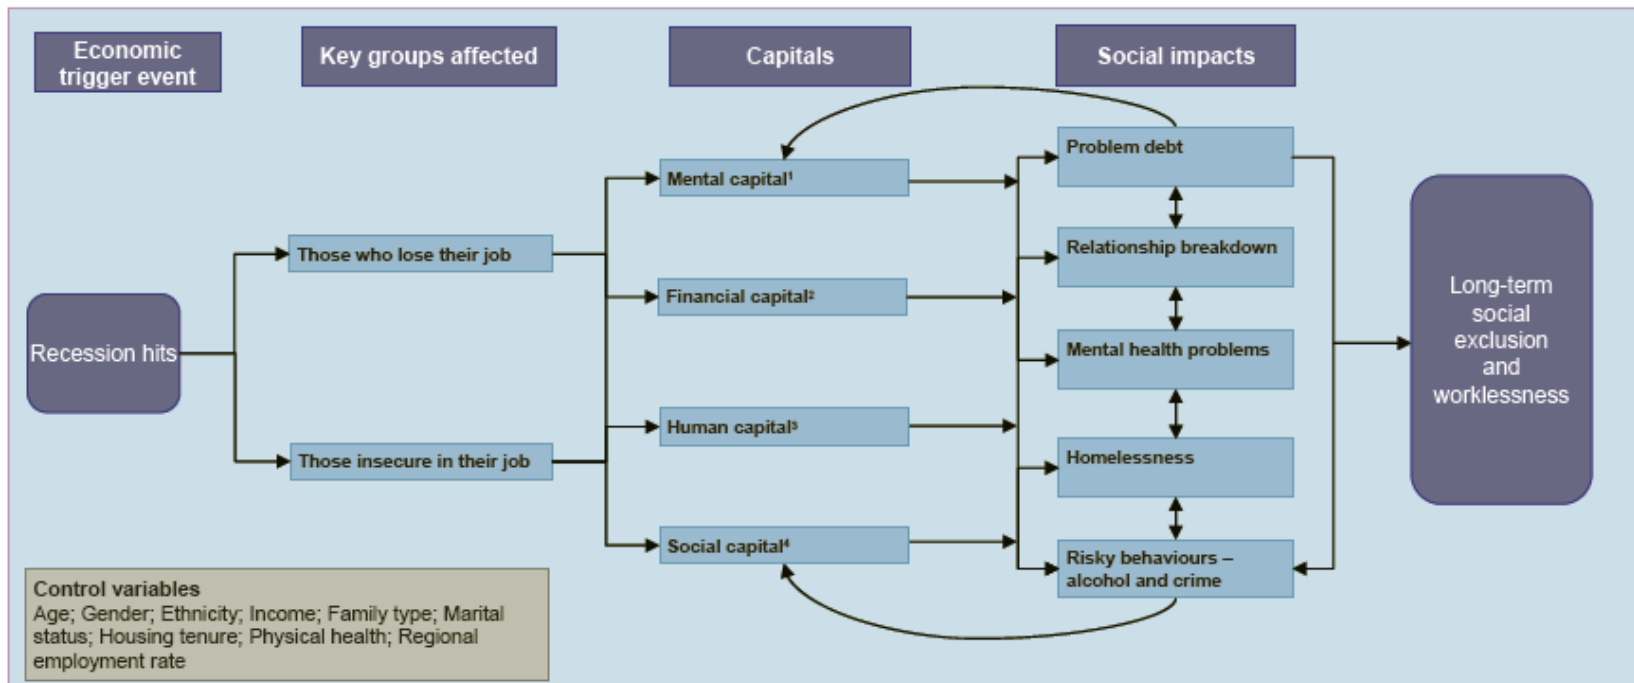 Economic
trigger event
Key groups affected
Capitals
Social impacts
Problem debt
Mental capital¹
Relationship breakdown
Those who lose their job
Financial capital²
Long-term
social
exclusion
and
worklessness
Recession hits
Mental health problems
Human capital³
Those insecure in their job
Homelessness
Social capital⁴
Risky behaviours –
alcohol and crime
Control variables
Age; Gender; Ethnicity; Income; Family type; Marital
status; Housing tenure; Physical health; Regional
employment rate